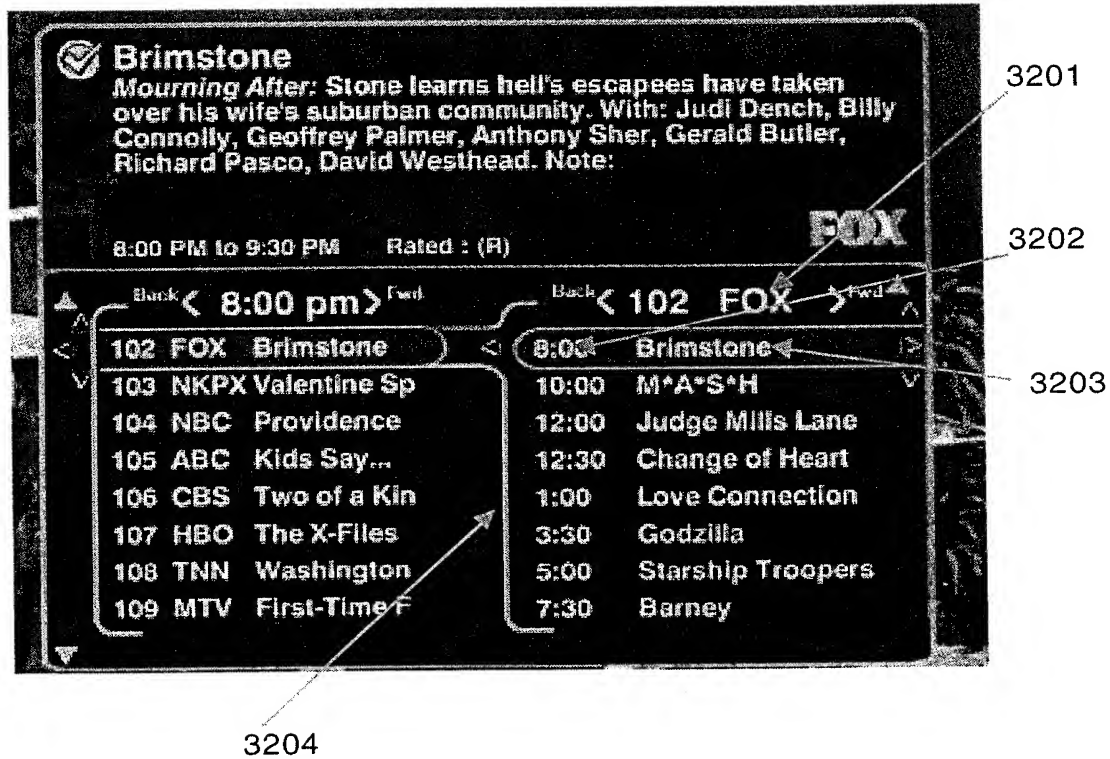 Brimstone
Mourning After: Stone learns hell's escapees have taken
over his wife's suburban community. With: Judi Dench, Billy
Connolly, Geoffrey Palmer, Anthony Sher, Gerald Butler,
Richard Pasco, David Westhead. Note:
FOX
8:00 PM to 9:30 PM Rated : (R)
Back < 8:00 pm > Fwd
102 FOX Brimstone
103 NKPX Valentine Sp
104 NBC Providence
105 ABC Kids Say...
106 CBS Two of a Kin
107 HBO The X-Files
108 TNN Washington
109 MTV First-Time F
Back < 102 FOX > Fwd
8:00 Brimstone
10:00 M*A*S*H
12:00 Judge Mills Lane
12:30 Change of Heart
1:00 Love Connection
3:30 Godzilla
5:00 Starship Troopers
7:30 Barney
3201
3202
3203
3204